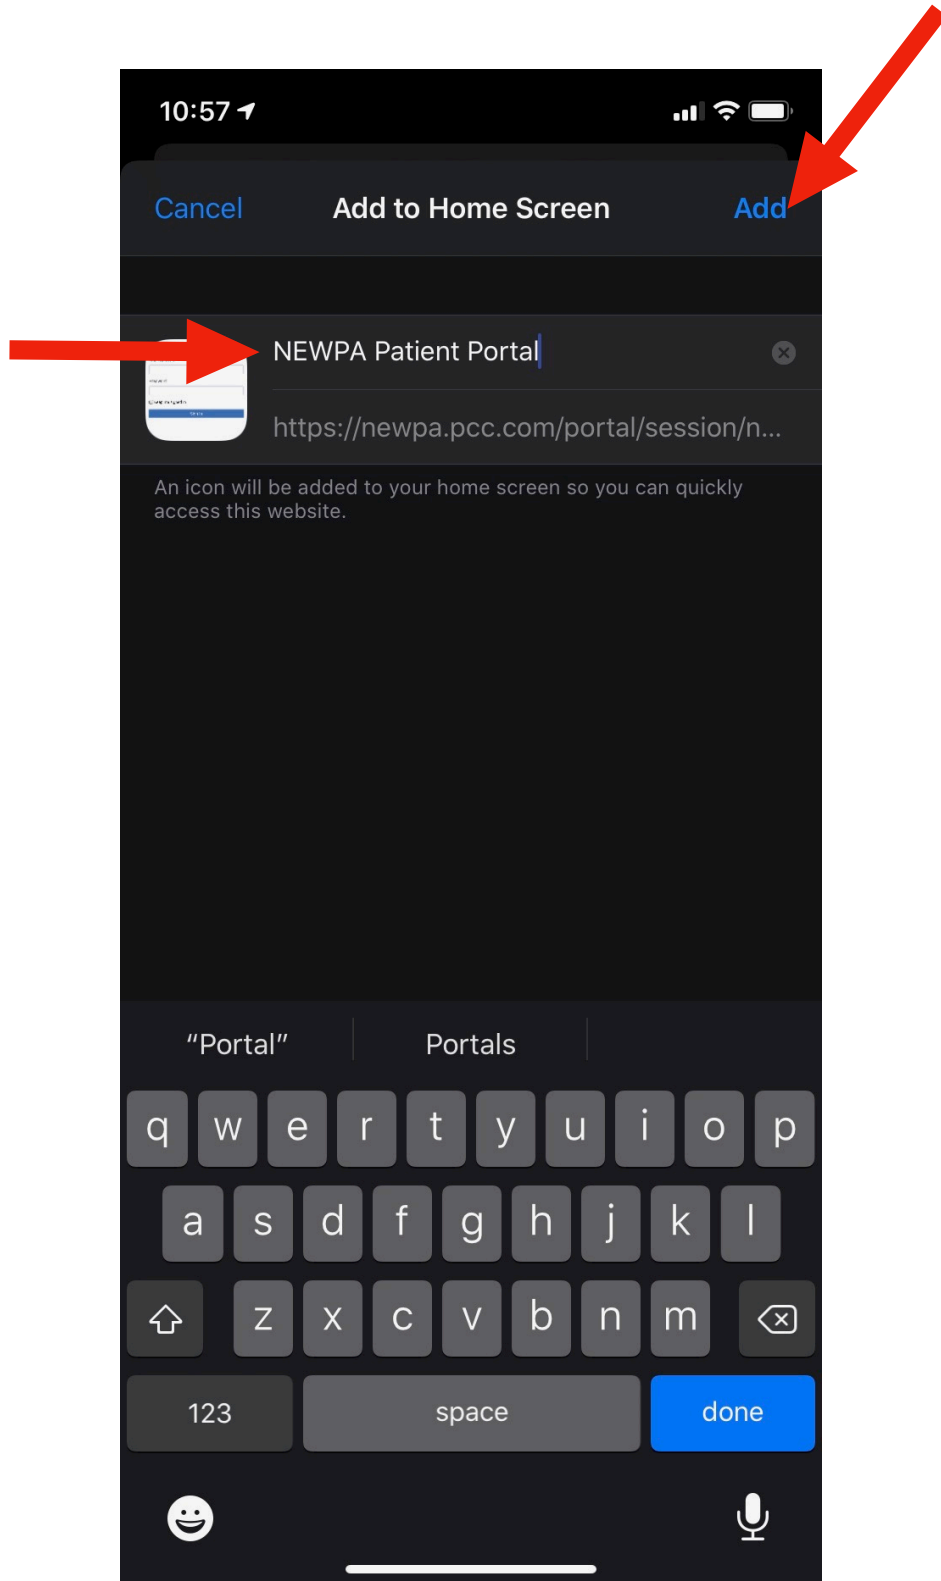 10:57
Cancel Add to Home Screen Add
NEWPA Patient Portal
https://newpa.pcc.com/portal/session/n...
An icon will be added to your home screen so you can quickly
access this website.
“Portal” Portals
q w e r t y u i o p
a s d f g h j k l
z x c v b n m
123 space done